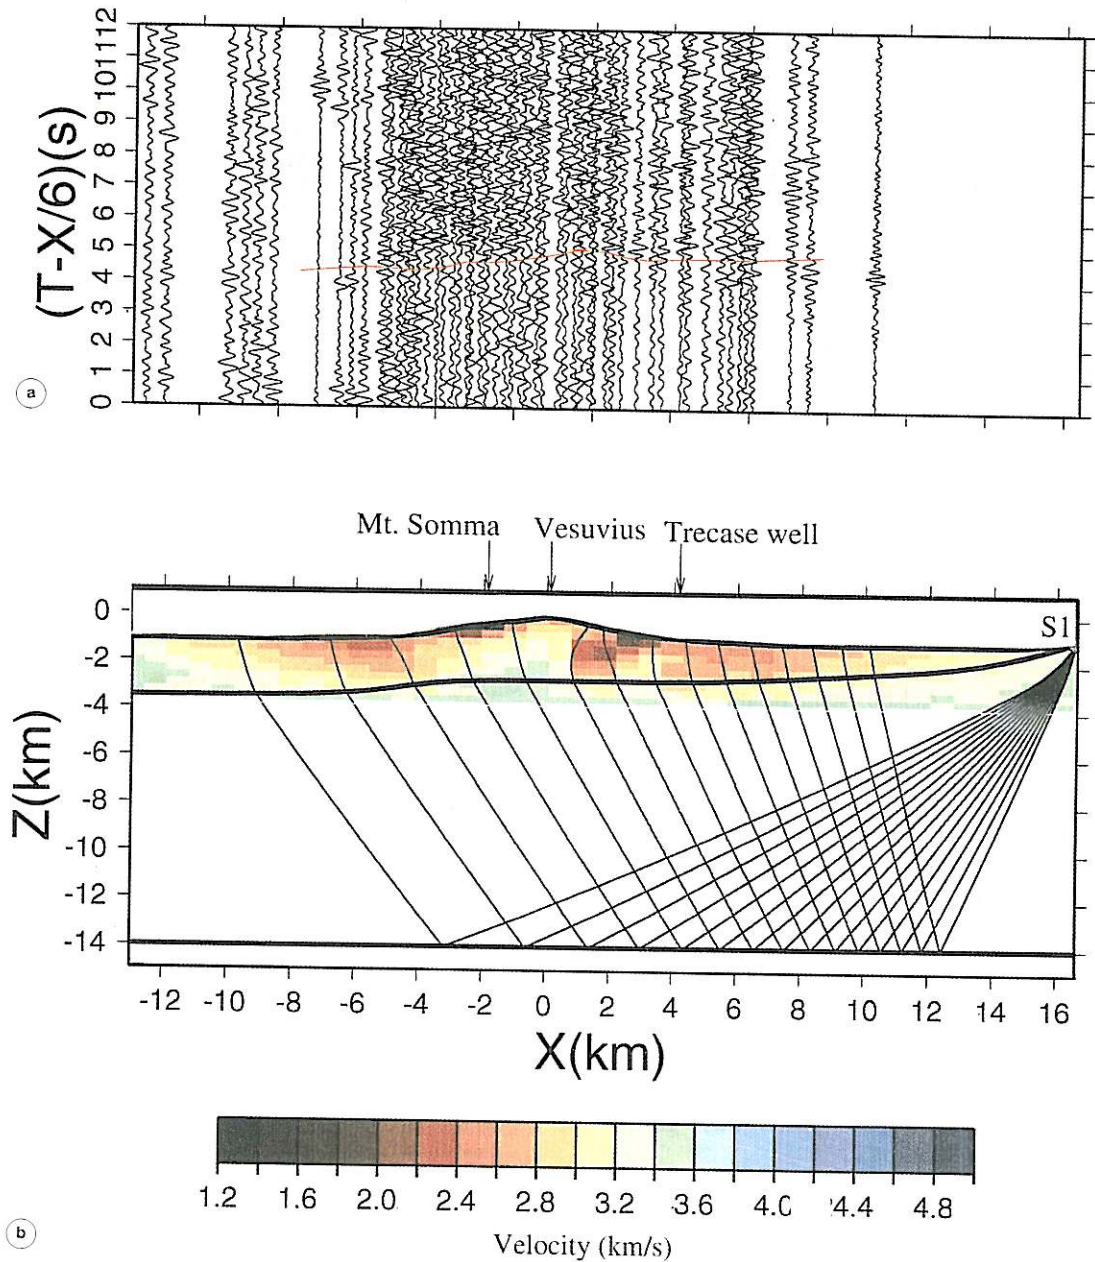 (T-X/6)(s)
12
11
10
9
8
7
6
5
4
3
2
1
0
a
Mt. Somma Vesuvius Trecase well
S1
Z(km)
0
-2
-4
-6
-8
-10
-12
-14
-12 -10 -8 -6 -4 -2 0 2 4 6 8 10 12 14 16
X(km)
1.2 1.6 2.0 2.4 2.8 3.2 3.6 4.0 4.4 4.8
Velocity (km/s)
b